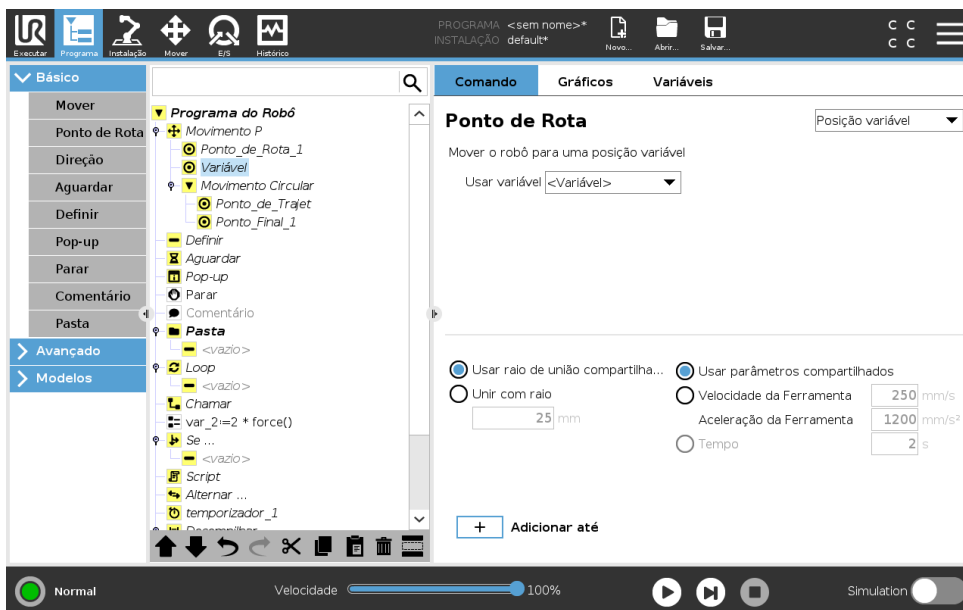 UR
PROGRAMA <sem nome>*
INSTALAÇÃO default*
Executar Programa Instalação Mover E/S Histórico
Novo... Abrir... Salvar...
C C
C C
Básico
Mover
Ponto de Rota
Direção
Aguardar
Definir
Pop-up
Parar
Comentário
Pasta
Avançado
Modelos
Programa do Robô
Movimento P
Ponto_de_Rota_1
Variável
Movimento Circular
Ponto_de_Trajet
Ponto_Final_1
Definir
Aguardar
Pop-up
Parar
Comentário
Pasta
<vazio>
Loop
<vazio>
Chamar
var_2:=2 * force()
Se ...
<vazio>
Script
Alternar ...
temporizador_1
Comando Gráficos Variáveis
Ponto de Rota
Posição variável
Mover o robô para uma posição variável
Usar variável <Variável>
Usar raio de união compartilha...
Unir com raio
25 mm
Usar parâmetros compartilhados
Velocidade da Ferramenta 250 mm/s
Aceleração da Ferramenta 1200 mm/s²
Tempo 2 s
+ Adicionar até
Normal
Velocidade 100%
Simulation